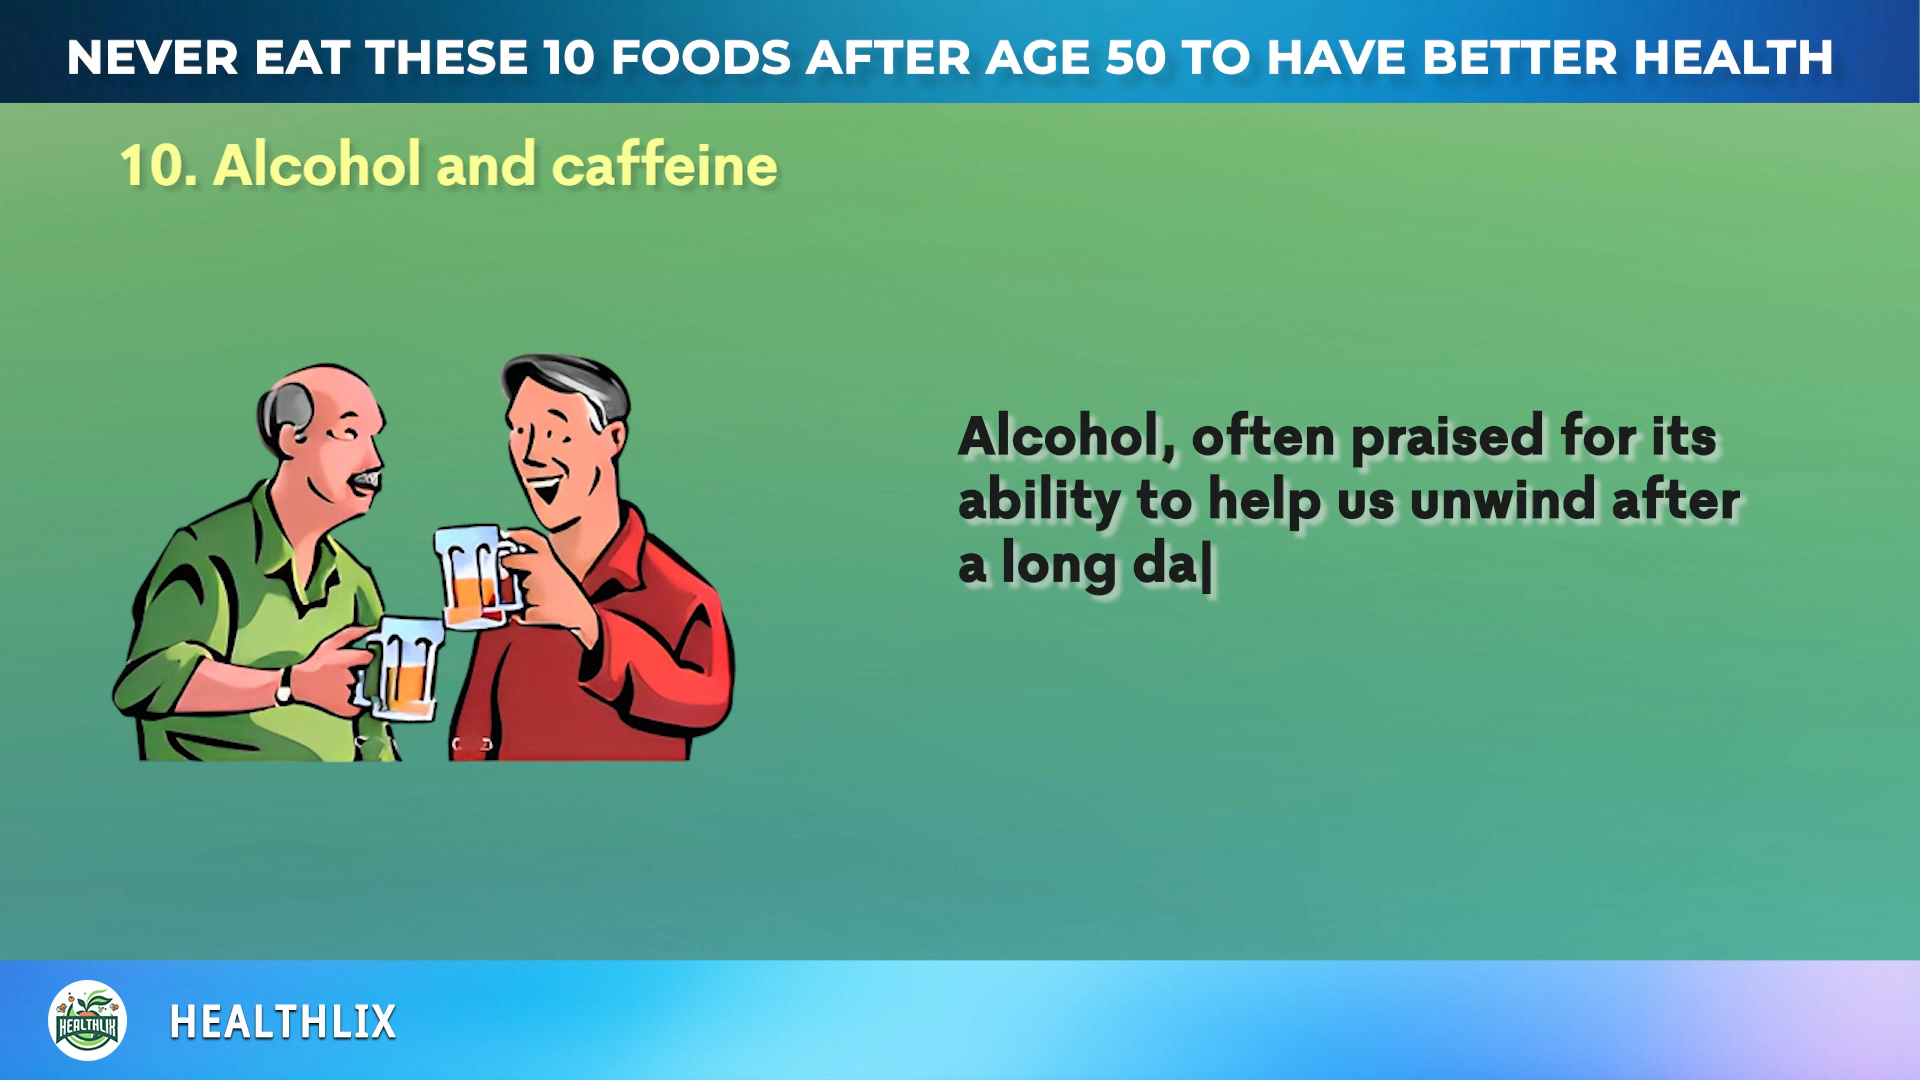 NEVER EAT THESE 10 FOODS AFTER AGE 50 TO HAVE BETTER HEALTH
10. Alcohol and caffeine
Alcohol, often praised for its
ability to help us unwind after
a long da|
HEALTHLIX
HEALTHLIX